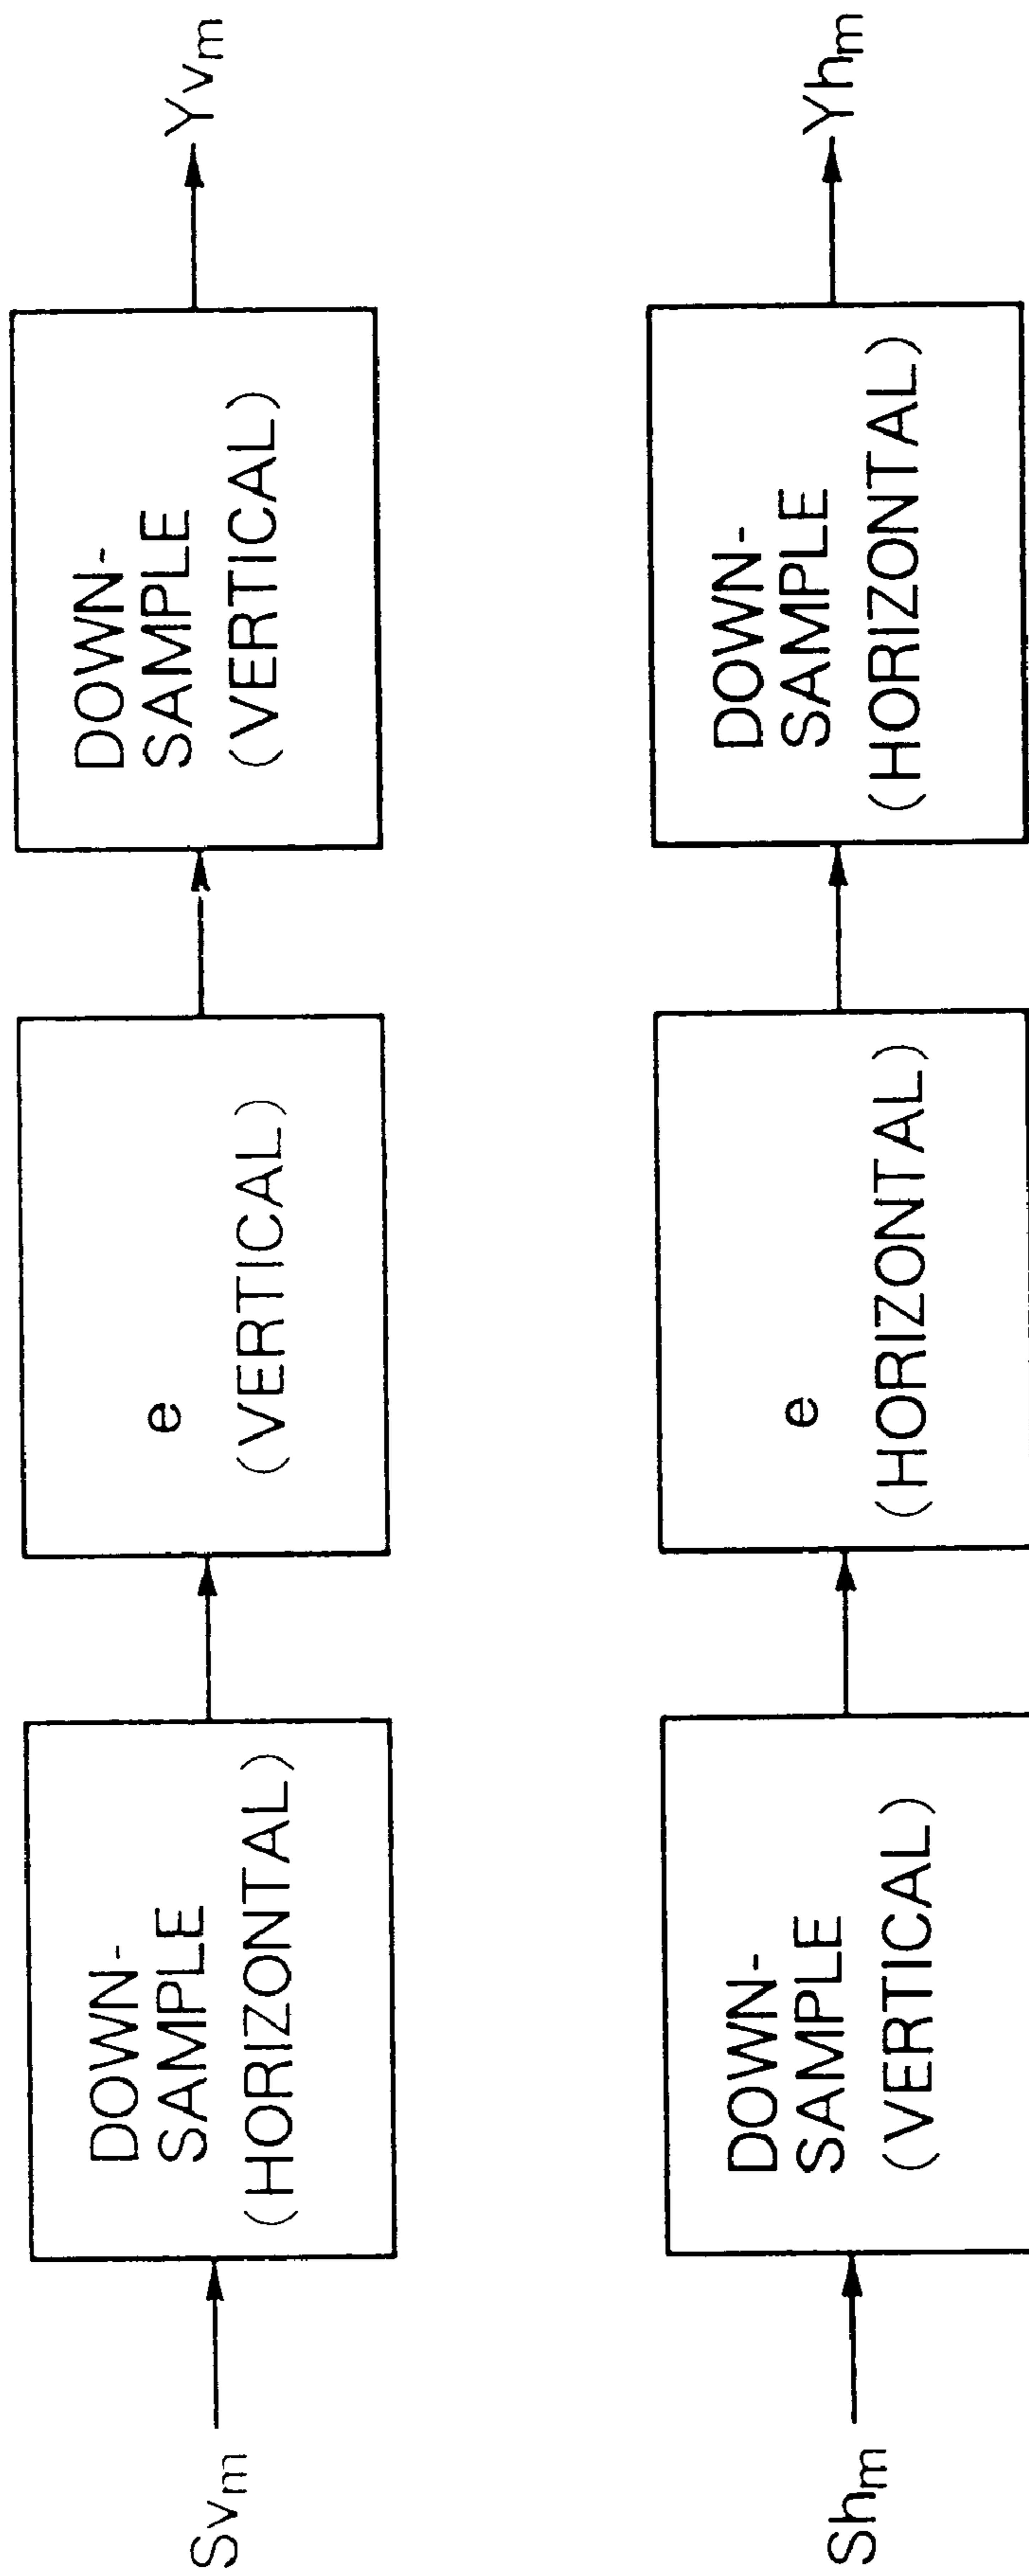 Svm
DOWN-
SAMPLE
(HORIZONTAL)
e
(VERTICAL)
DOWN-
SAMPLE
(VERTICAL)
Yvm
Shm
DOWN-
SAMPLE
(VERTICAL)
e
(HORIZONTAL)
DOWN-
SAMPLE
(HORIZONTAL)
Yhm